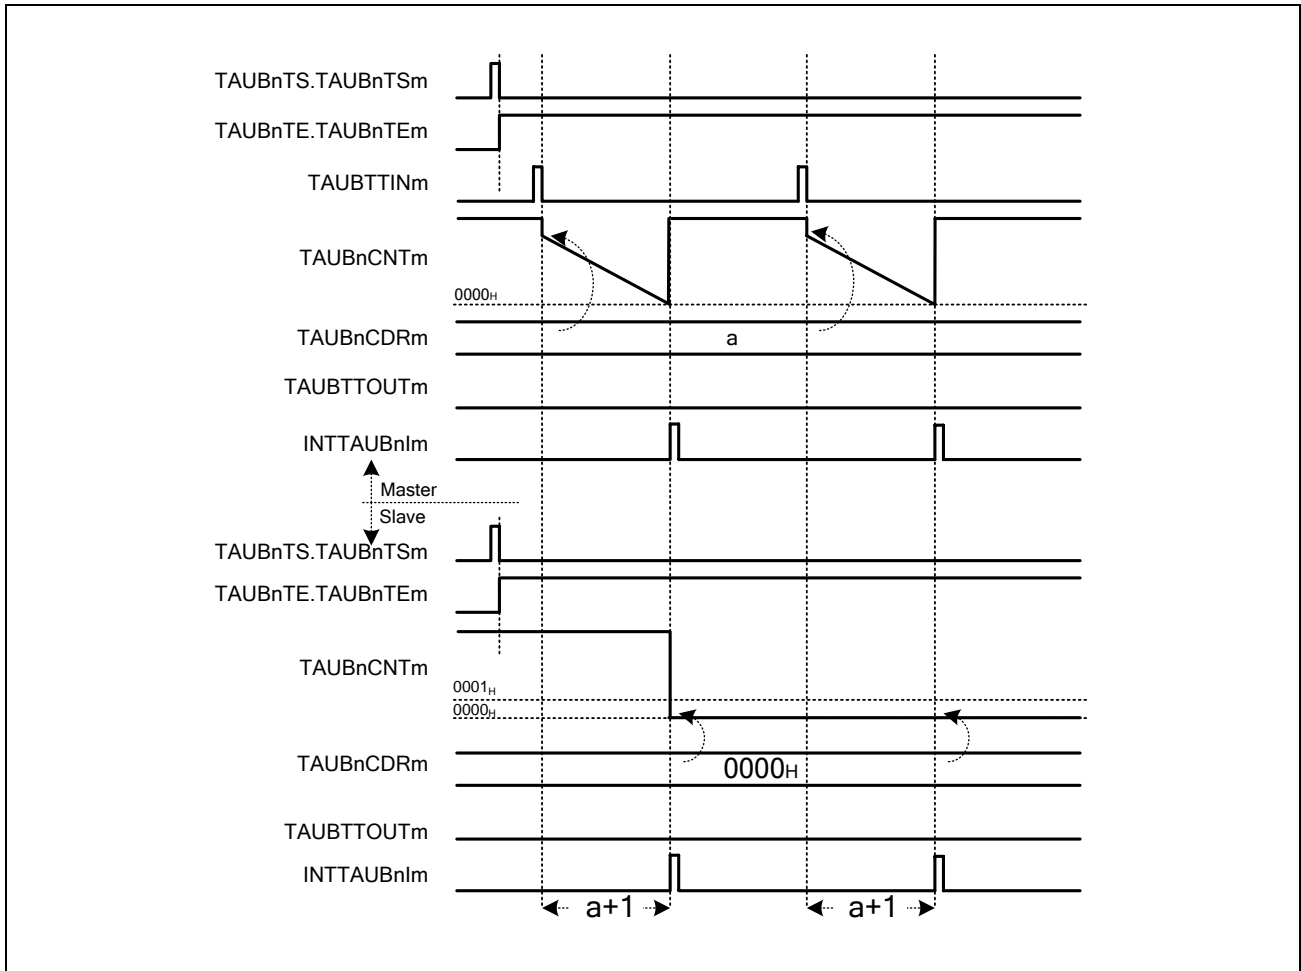 TAUBnTS.TAUBnTSm
TAUBnTE.TAUBnTEm
TAUBTTINm
TAUBnCNTm
0000H
TAUBnCDRm
a
TAUBTTOUTm
INTTAUBnIm
Master
Slave
TAUBnTS.TAUBnTSm
TAUBnTE.TAUBnTEm
TAUBnCNTm
0001H
0000H
TAUBnCDRm
0000H
TAUBTTOUTm
INTTAUBnIm
a+1 a+1